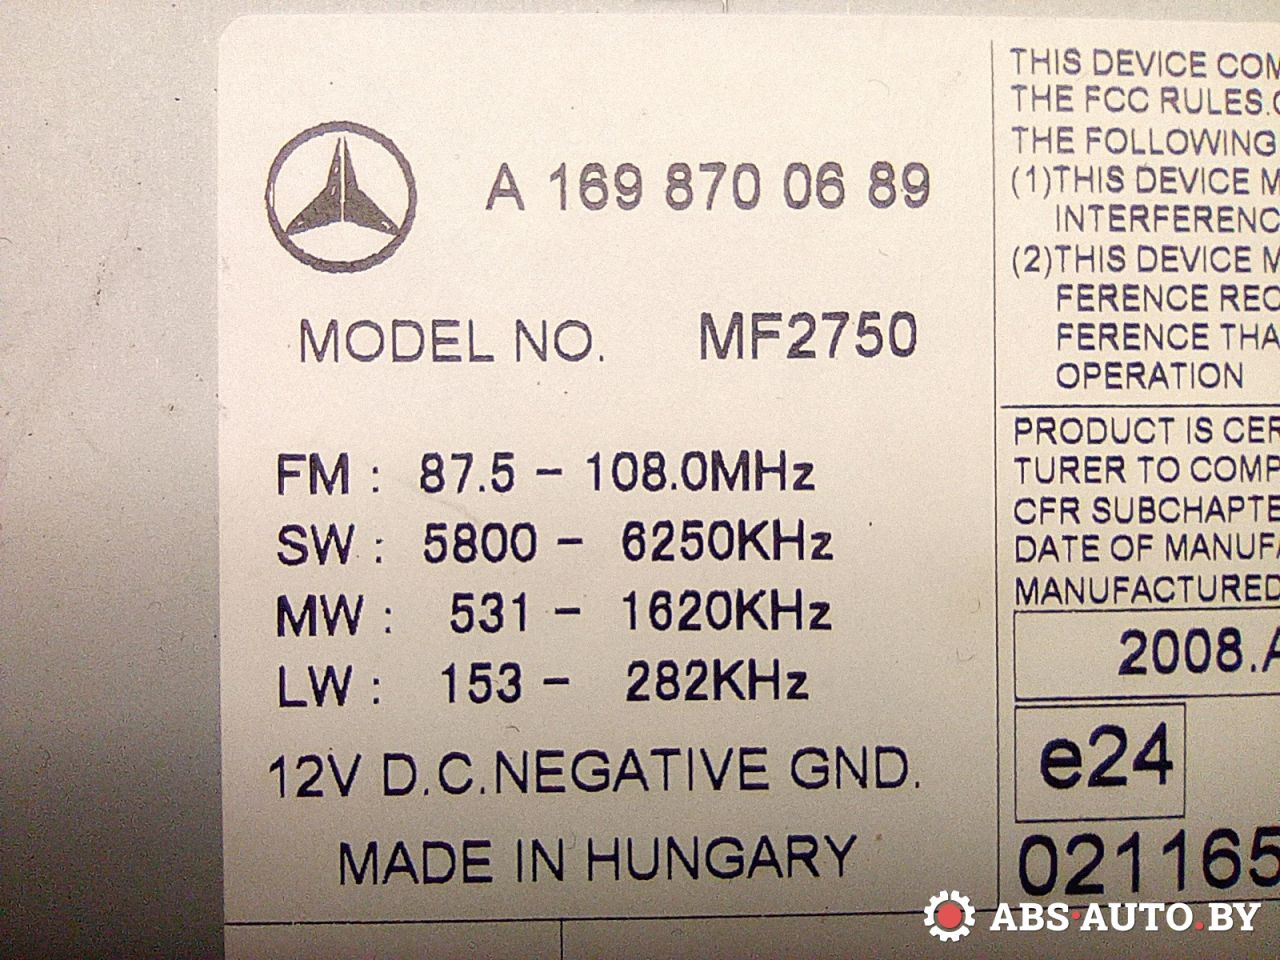 A 169 870 06 89
MODEL NO. MF2750
FM : 87.5 - 108.0MHz
SW : 5800 - 6250KHz
MW : 531 - 1620KHz
LW : 153 - 282KHz
12V D.C.NEGATIVE GND.
MADE IN HUNGARY
THIS DEVICE COM
THE FCC RULES.
THE FOLLOWING
(1)THIS DEVICE M
INTERFERENC
(2)THIS DEVICE M
FERENCE REC
FERENCE THA
OPERATION
PRODUCT IS CER
TURER TO COMP
CFR SUBCHAPTE
DATE OF MANUFA
MANUFACTURED
2008.A
e24
021165
ABS-AUTO.BY